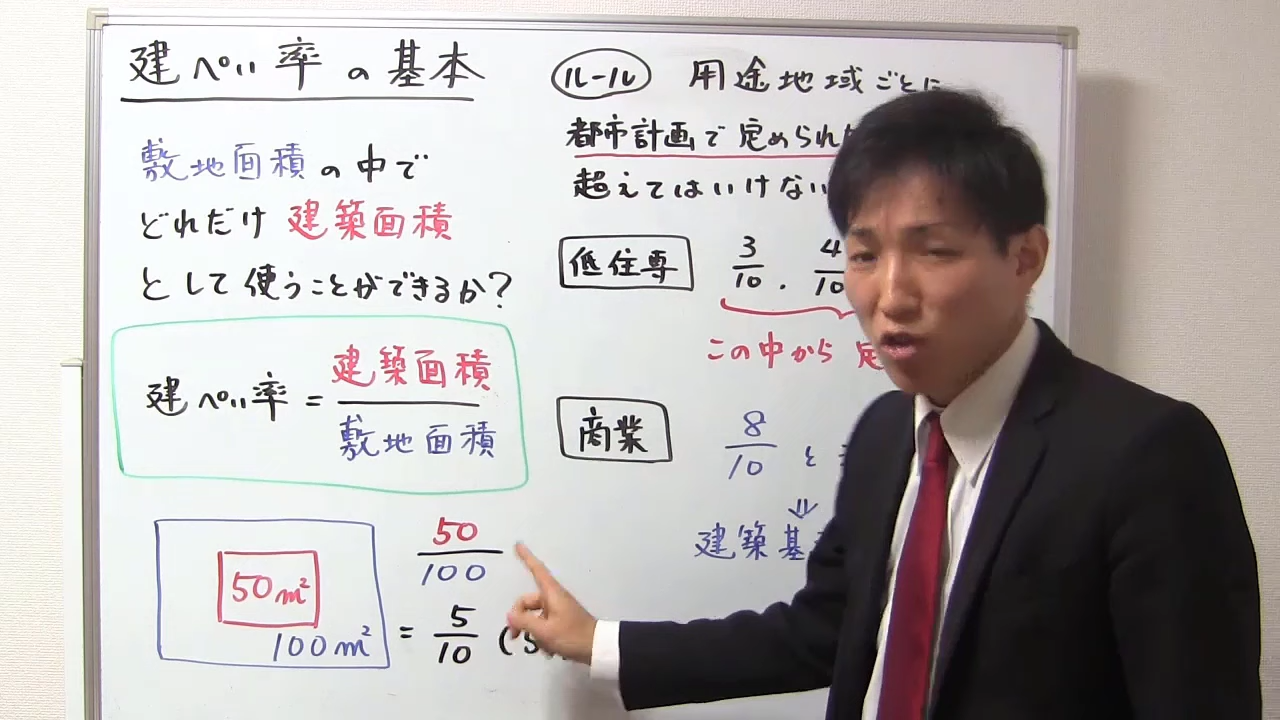 建ぺい率の基本
敷地面積の中で
どれだけ建築面積
として使うことができるか?
建ぺい率 = 建築面積
敷地面積
50m²
100m²
50
100
= 5
10 (5
ルール 用途地域ごとに
都市計画で定められた
超えてはいけない
低住専 3/10 . 4/10
この中から 定
商業 8/10 と
⇓
建築基